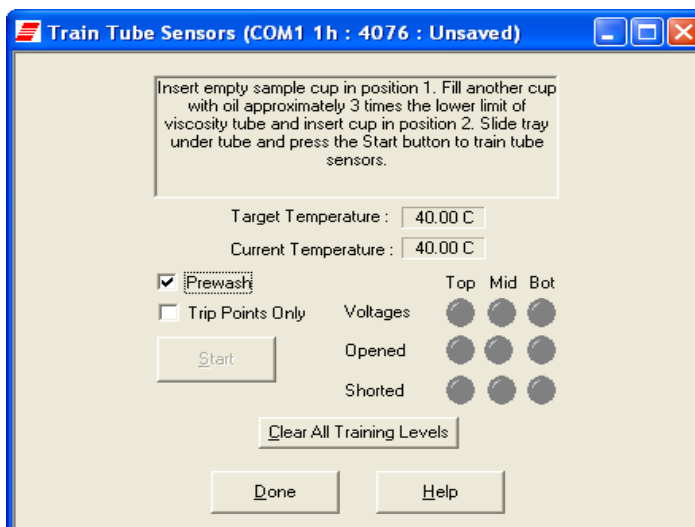 Train Tube Sensors (COM1 1h : 4076 : Unsaved)
Insert empty sample cup in position 1. Fill another cup
with oil approximately 3 times the lower limit of
viscosity tube and insert cup in position 2. Slide tray
under tube and press the Start button to train tube
sensors.
Target Temperature : 40.00 C
Current Temperature : 40.00 C
Prewash
Top Mid Bot
Trip Points Only
Voltages
Start
Opened
Shorted
Clear All Training Levels
Done Help